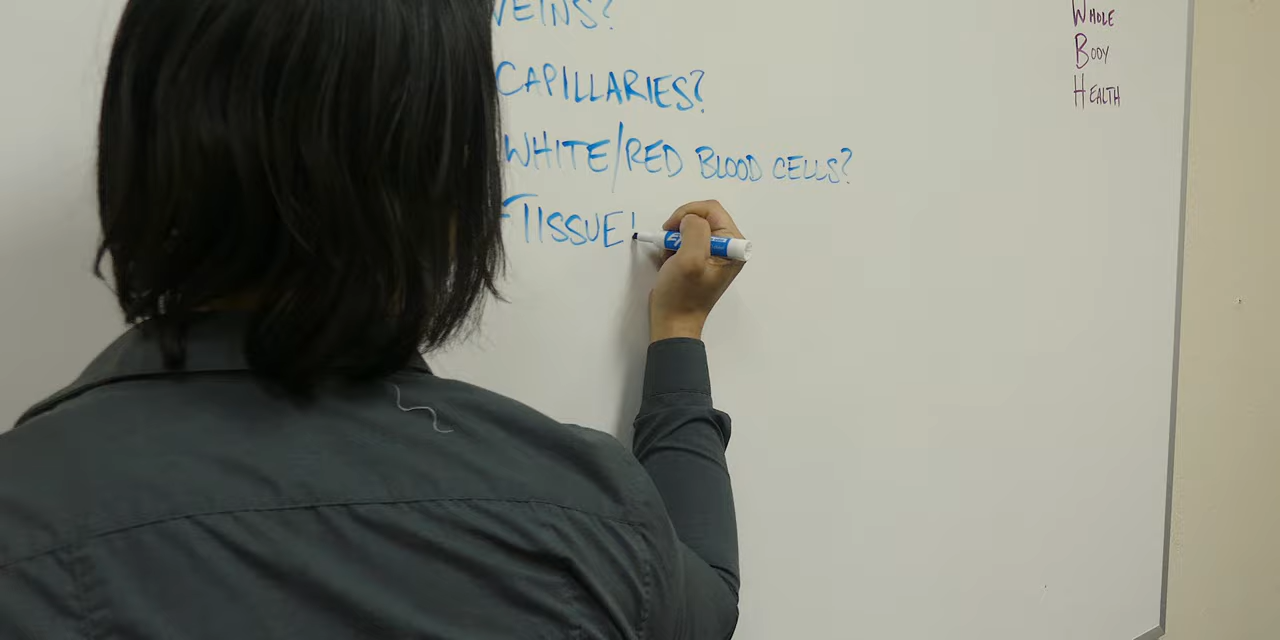 VEINS?
CAPILLARIES?
WHITE/RED BLOOD CELLS?
TISSUE
WHOLE
BODY
HEALTH